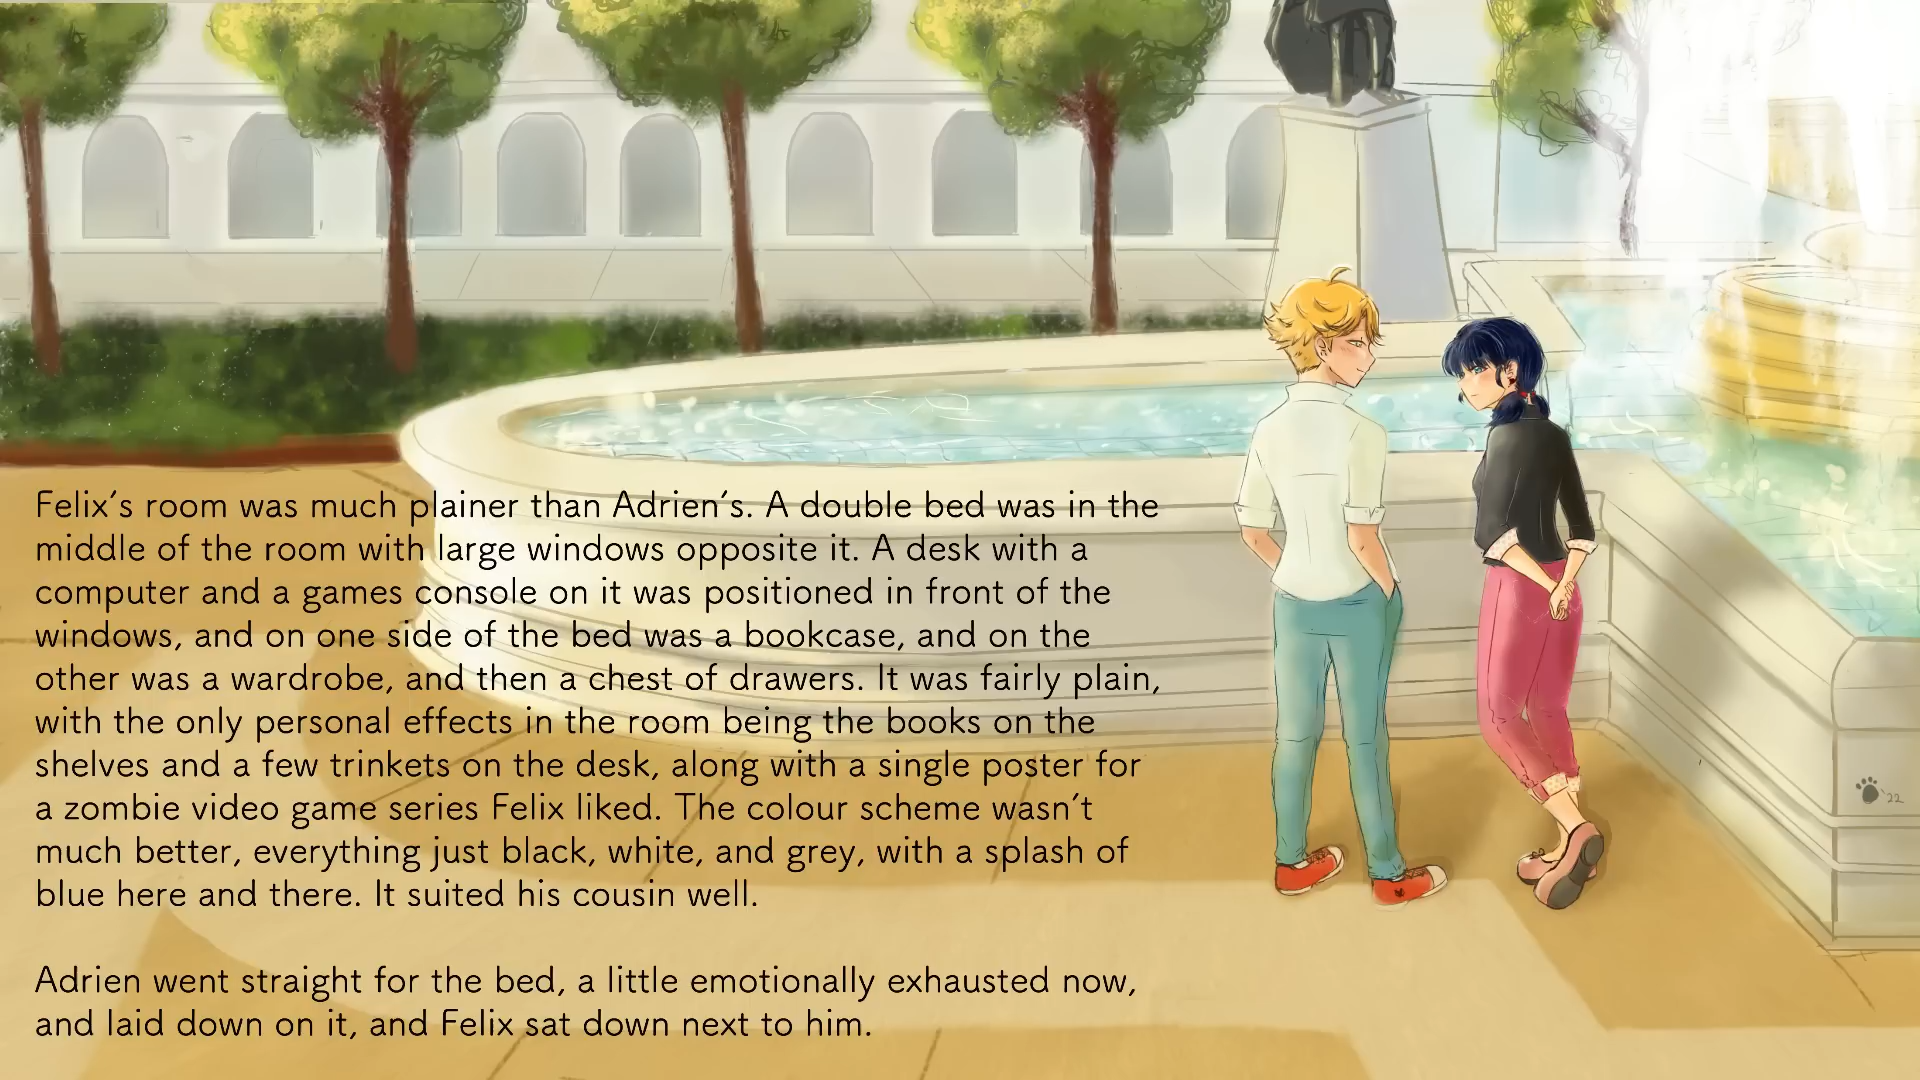 Felix's room was much plainer than Adrien's. A double bed was in the
middle of the room with large windows opposite it. A desk with a
computer and a games console on it was positioned in front of the
windows, and on one side of the bed was a bookcase, and on the
other was a wardrobe, and then a chest of drawers. It was fairly plain,
with the only personal effects in the room being the books on the
shelves and a few trinkets on the desk, along with a single poster for
a zombie video game series Felix liked. The colour scheme wasn't
much better, everything just black, white, and grey, with a splash of
blue here and there. It suited his cousin well.
Adrien went straight for the bed, a little emotionally exhausted now,
and laid down on it, and Felix sat down next to him.
'22